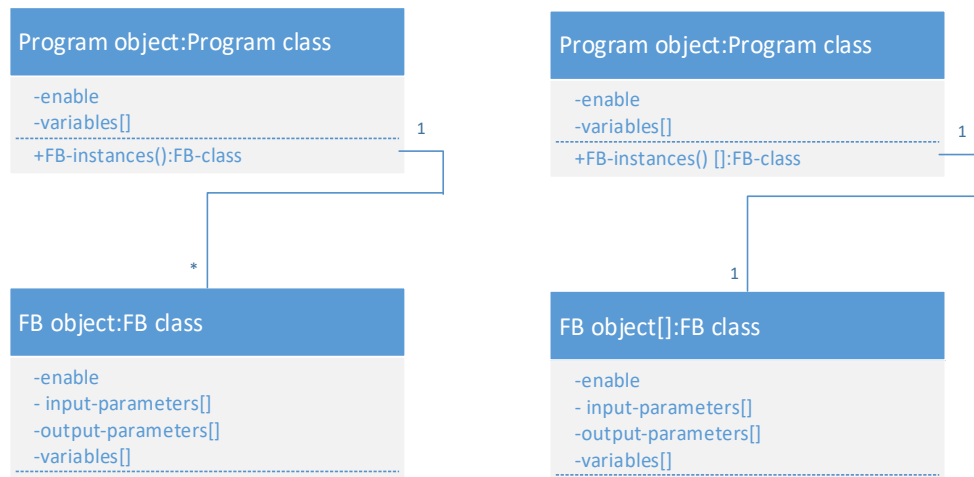 Program object:Program class
-enable
-variables[]
+FB-instances():FB-class
1
*
FB object:FB class
-enable
- input-parameters[]
-output-parameters[]
-variables[]
Program object:Program class
-enable
-variables[]
+FB-instances() []:FB-class
1
1
FB object[]:FB class
-enable
- input-parameters[]
-output-parameters[]
-variables[]